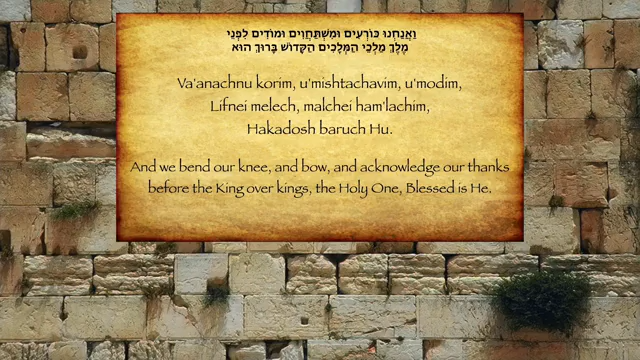 וַאֲנַחְנוּ כּוֹרְעִים וּמִשְׁתַּחֲוִים וּמוֹדִים לִפְנֵי
מֶלֶךְ מַלְכֵי הַמְּלָכִים הַקָּדוֹשׁ בָּרוּךְ הוּא
Va'anachnu korim, u'mishtachavim, u'modim,
Lifnei melech, malchei ham'lachim,
Hakadosh baruch Hu.
And we bend our knee, and bow, and acknowledge our thanks
before the King over kings, the Holy One, Blessed is He.